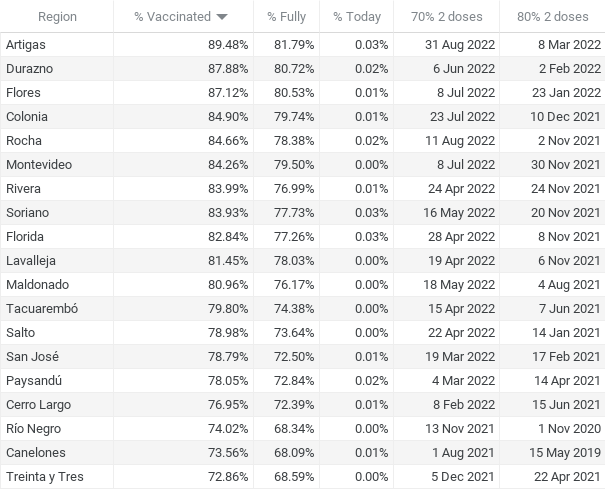 Region % Vaccinated % Fully % Today 70% 2 doses 80% 2 doses
Artigas 89.48% 81.79% 0.03% 31 Aug 2022 8 Mar 2022
Durazno 87.88% 80.72% 0.02% 6 Jun 2022 2 Feb 2022
Flores 87.12% 80.53% 0.01% 8 Jul 2022 23 Jan 2022
Colonia 84.90% 79.74% 0.01% 23 Jul 2022 10 Dec 2021
Rocha 84.66% 78.38% 0.02% 11 Aug 2022 2 Nov 2021
Montevideo 84.26% 79.50% 0.00% 8 Jul 2022 30 Nov 2021
Rivera 83.99% 76.99% 0.01% 24 Apr 2022 24 Nov 2021
Soriano 83.93% 77.73% 0.03% 16 May 2022 20 Nov 2021
Florida 82.84% 77.26% 0.03% 28 Apr 2022 8 Nov 2021
Lavalleja 81.45% 78.03% 0.00% 19 Apr 2022 6 Nov 2021
Maldonado 80.96% 76.17% 0.00% 18 May 2022 4 Aug 2021
Tacuarembó 79.80% 74.38% 0.00% 15 Apr 2022 7 Jun 2021
Salto 78.98% 73.64% 0.00% 22 Apr 2022 14 Jan 2021
San José 78.79% 72.50% 0.01% 19 Mar 2022 17 Feb 2021
Paysandú 78.05% 72.84% 0.02% 4 Mar 2022 14 Apr 2021
Cerro Largo 76.95% 72.39% 0.01% 8 Feb 2022 15 Jun 2021
Río Negro 74.02% 68.34% 0.00% 13 Nov 2021 1 Nov 2020
Canelones 73.56% 68.09% 0.01% 1 Aug 2021 15 May 2019
Treinta y Tres 72.86% 68.59% 0.00% 5 Dec 2021 22 Apr 2021